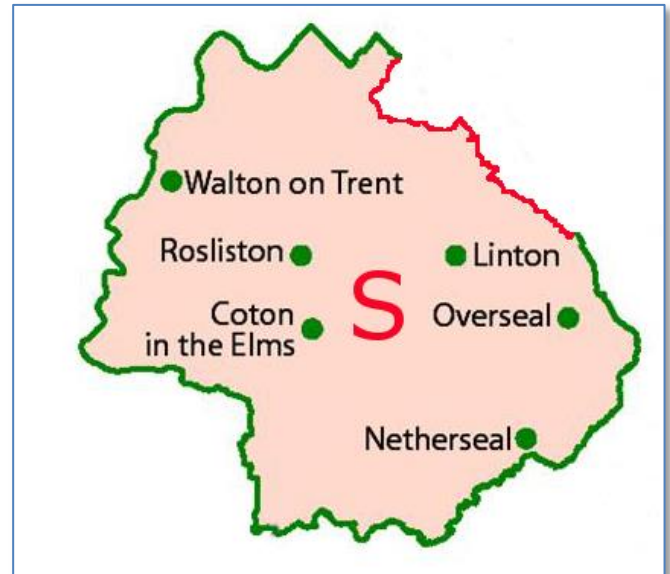 Walton on Trent
Rosliston
Linton
S
Coton
in the Elms
Overseal
Netherseal